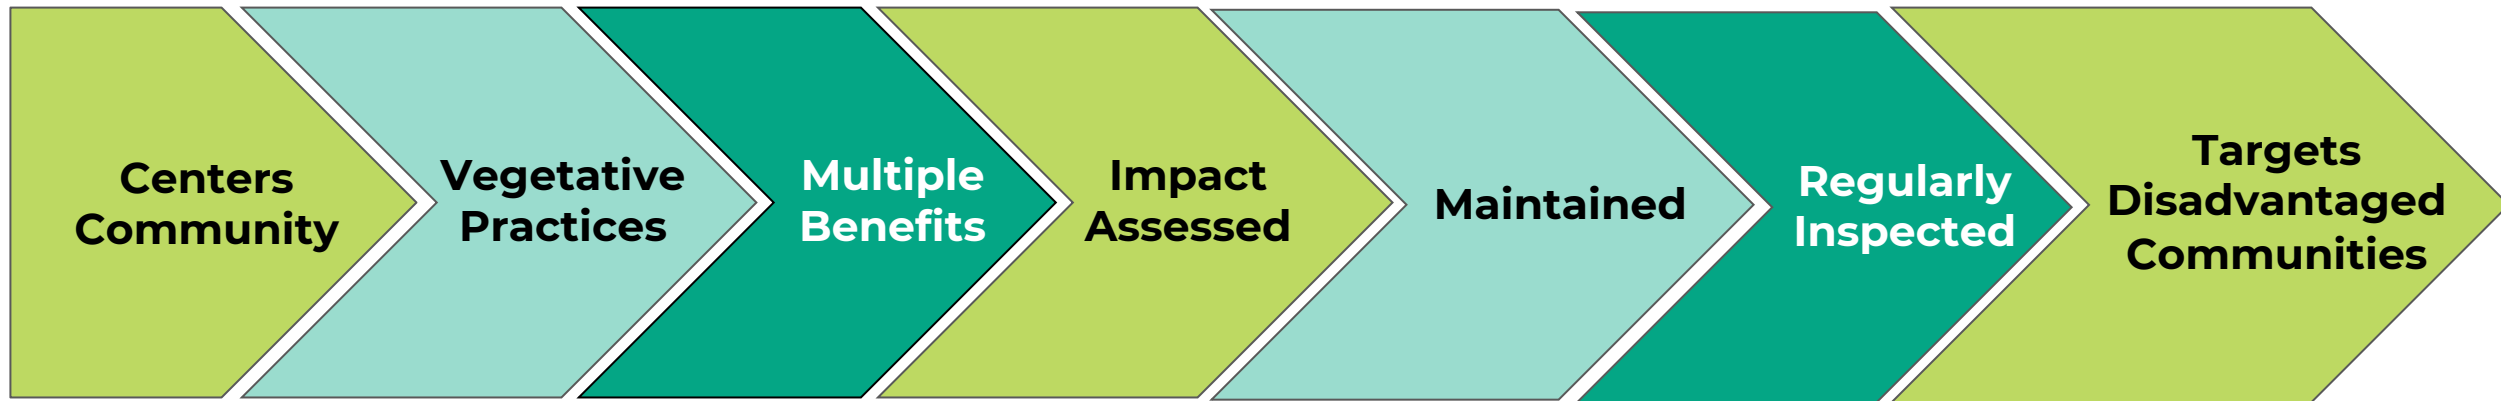 Centers
Community
Vegetative
Practices
Multiple
Benefits
Impact
Assessed
Maintained
Regularly
Inspected
Targets
Disadvantaged
Communities